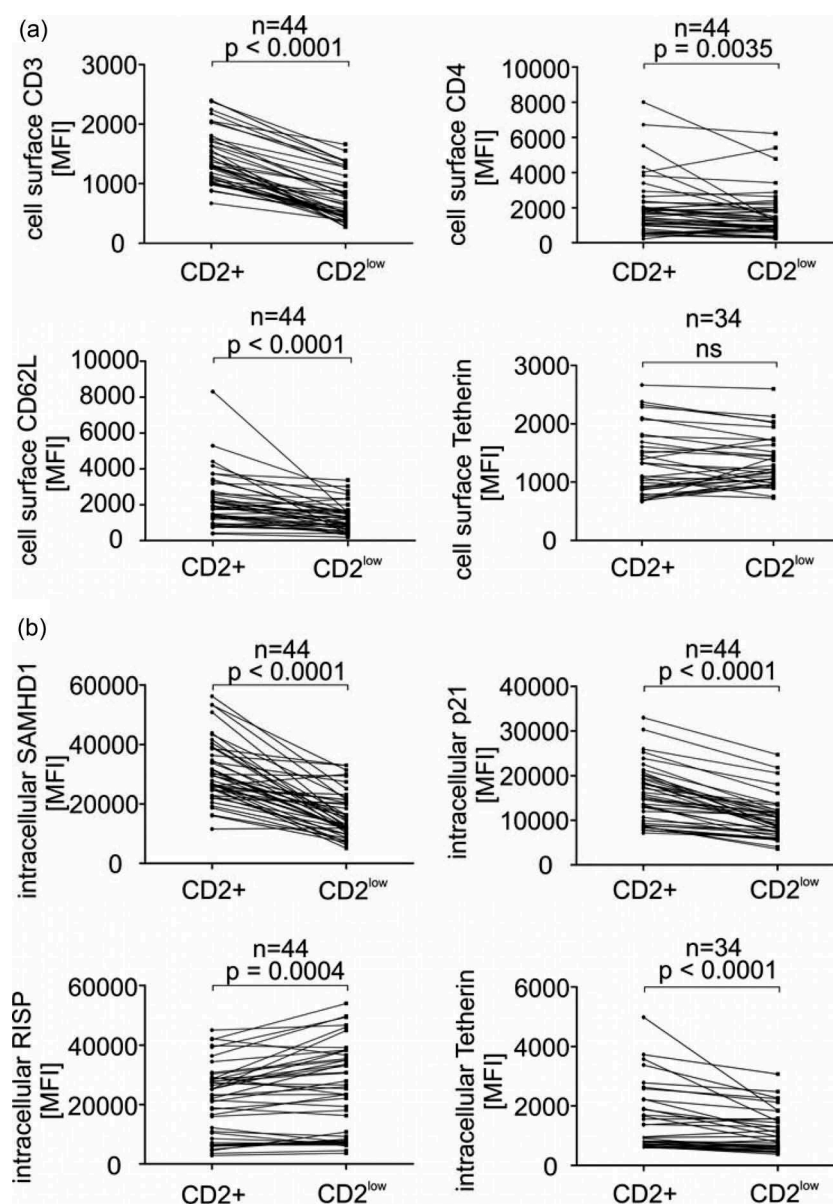 (a)
n=44
p < 0.0001
cell surface CD3
[MFI]
3000
2000
1000
0
CD2+
CD2low
n=44
p = 0.0035
cell surface CD4
[MFI]
10000
8000
6000
4000
2000
0
CD2+
CD2low
n=44
p < 0.0001
cell surface CD62L
[MFI]
10000
8000
6000
4000
2000
0
CD2+
CD2low
n=34
ns
cell surface Tetherin
[MFI]
3000
2000
1000
0
CD2+
CD2low
(b)
n=44
p < 0.0001
intracellular SAMHD1
[MFI]
60000
40000
20000
0
CD2+
CD2low
n=44
p < 0.0001
intracellular p21
[MFI]
40000
30000
20000
10000
0
CD2+
CD2low
n=44
p = 0.0004
intracellular RISP
[MFI]
60000
40000
20000
0
CD2+
CD2low
n=34
p < 0.0001
intracellular Tetherin
[MFI]
6000
4000
2000
0
CD2+
CD2low